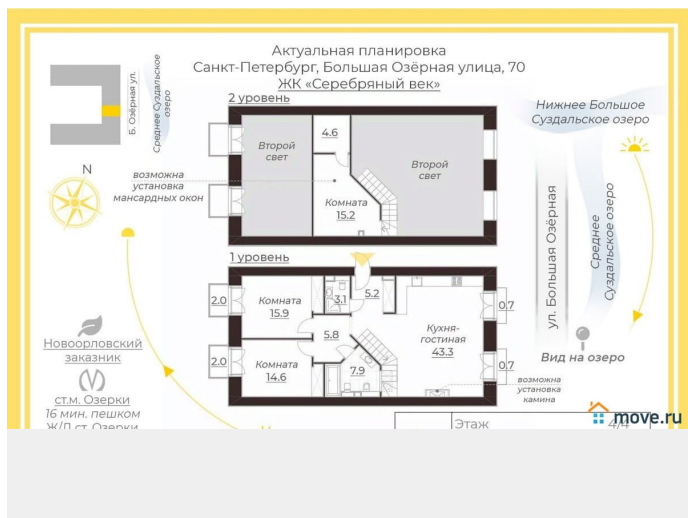 Актуальная планировка
Санкт-Петербург, Большая Озёрная улица, 70
ЖК «Серебряный век»
Б. Озёрная ул.
Среднее Суздальское
озеро
N
2 уровень
Второй
свет
4.6
Второй
свет
Комната
15.2
возможна
установка
мансардных окон
Нижнее Большое
Суздальское озеро
ул. Большая Озёрная
Среднее
Суздальское озеро
Вид на озеро
1 уровень
2.0
Комната
15.9
3.1
5.2
5.8
Кухня-
гостиная
43.3
0.7
2.0
Комната
14.6
7.9
0.7
возможна
установка
камина
Новоорловский
заказник
ст.м. Озерки
16 мин. пешком
Ж/Д ст. Озерки
Этаж
4/4
move.ru